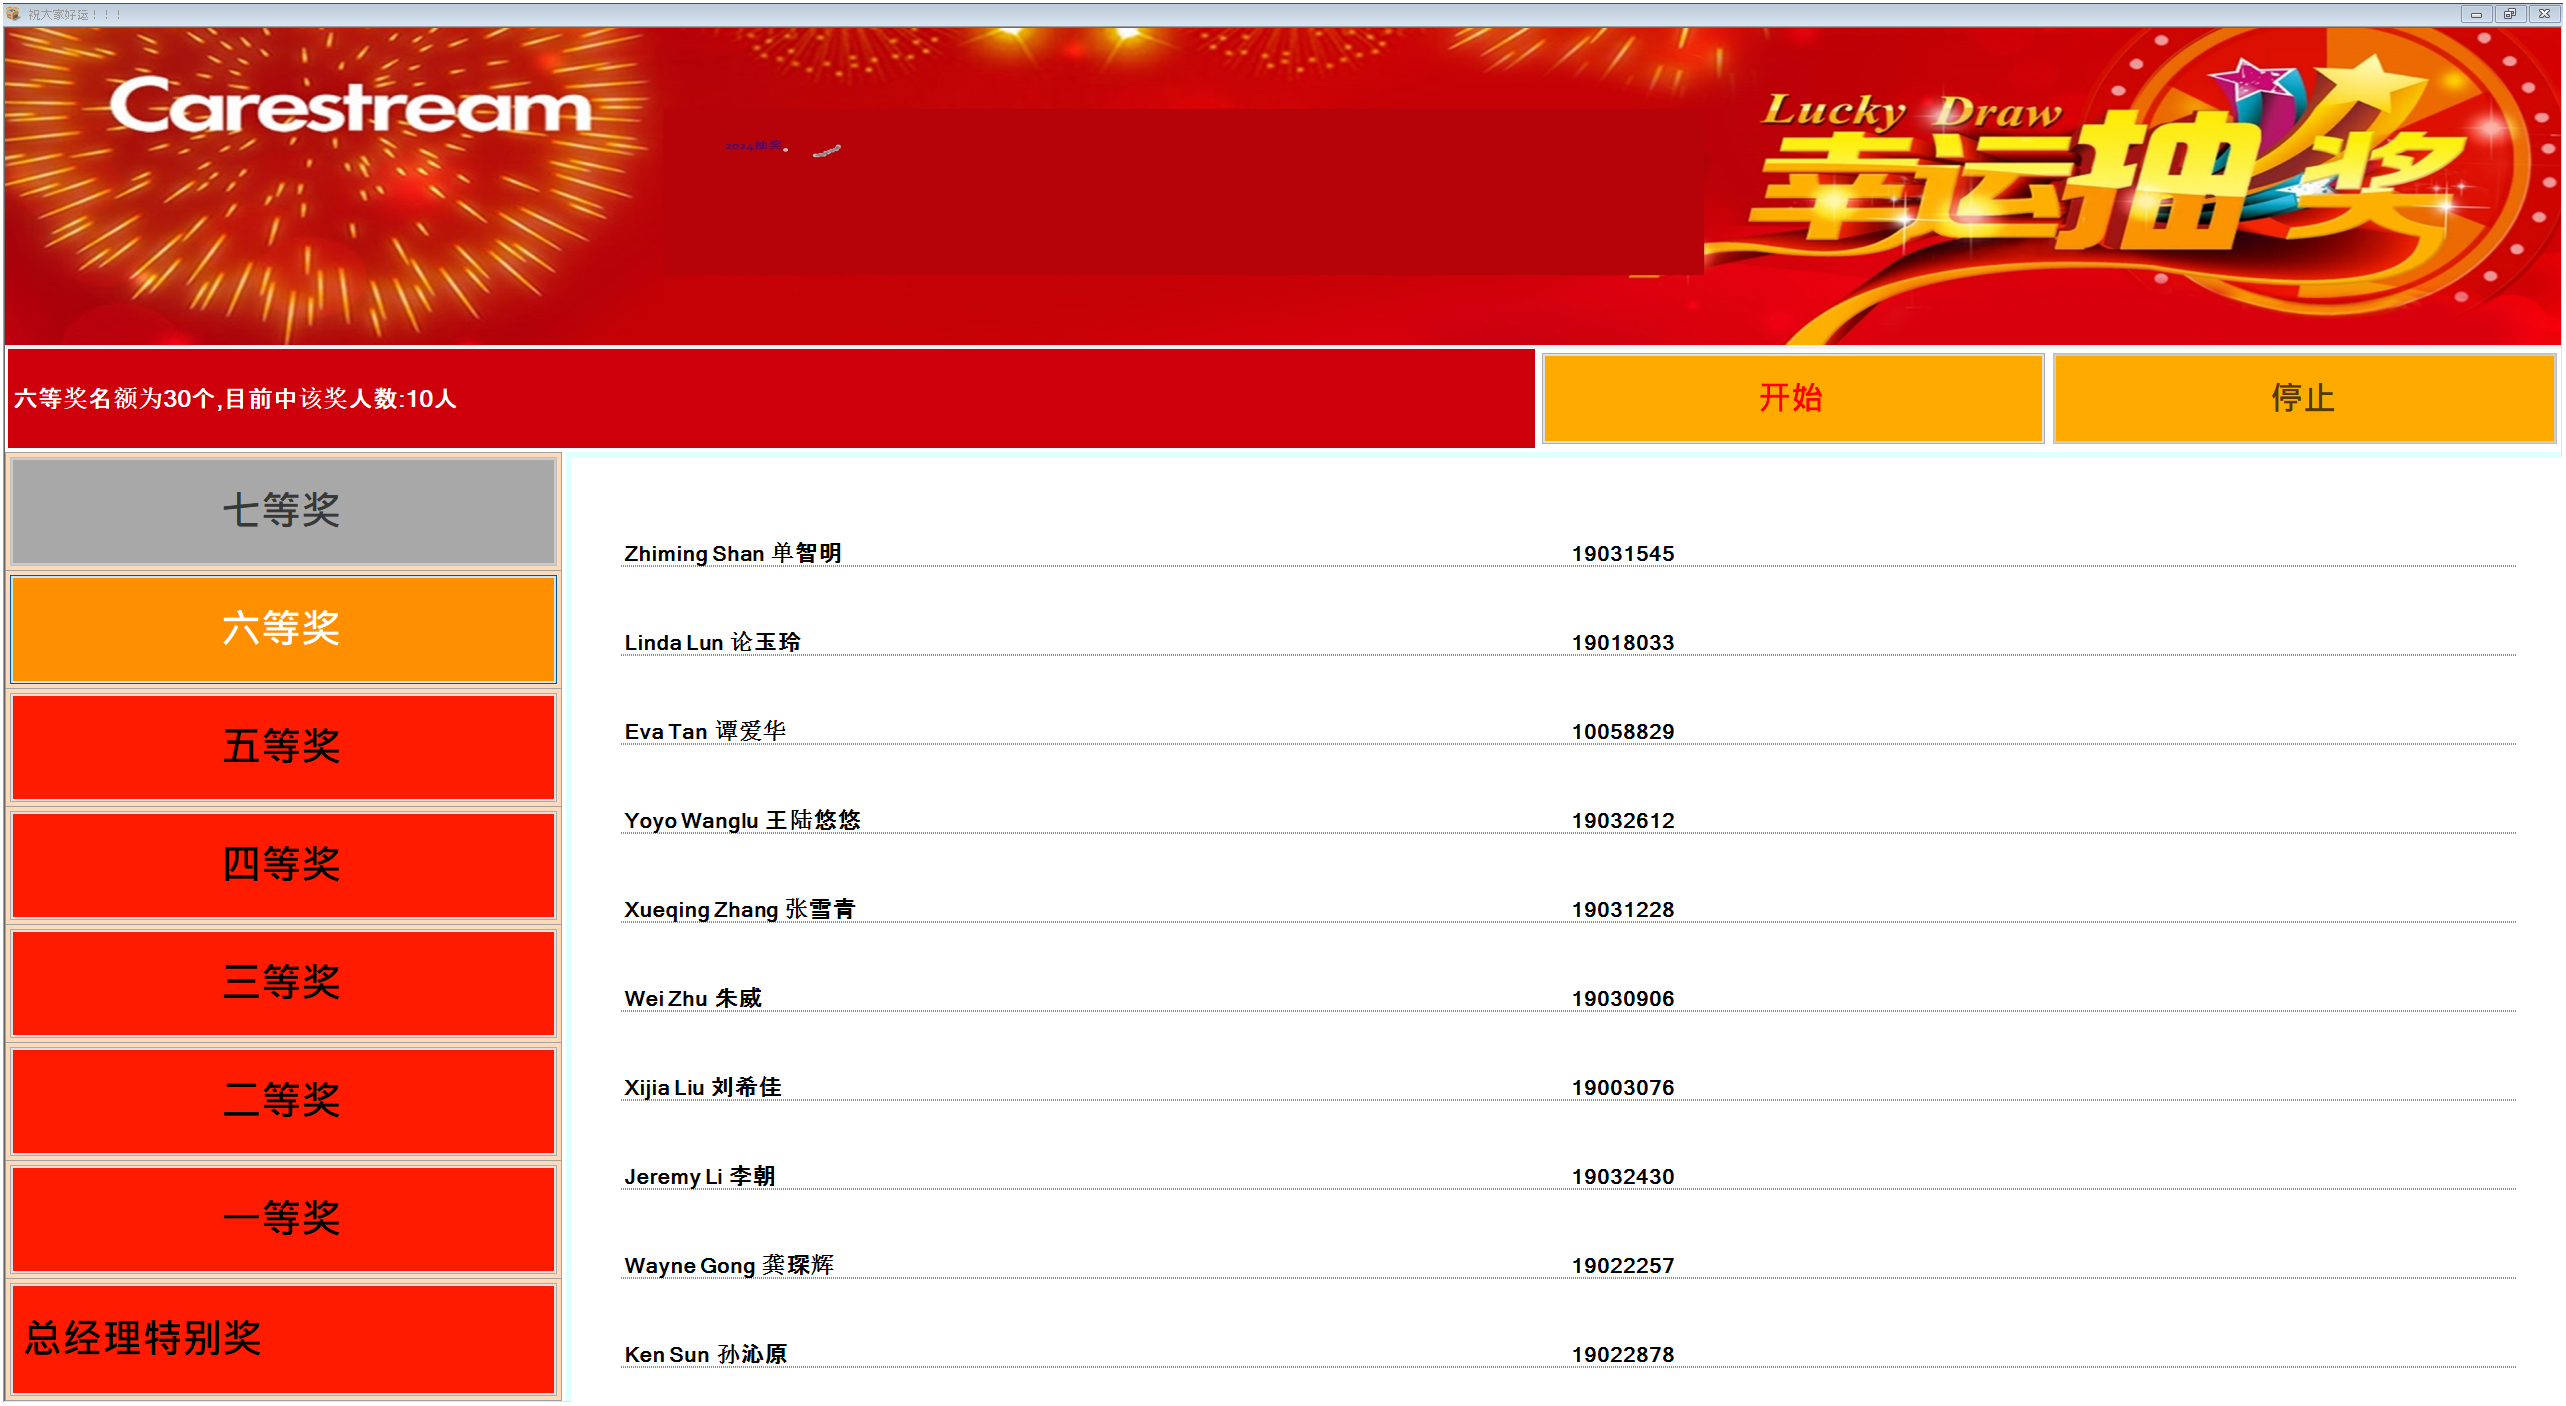 祝大家好运！！！
Carestream
2024抽奖。
Lucky Draw
幸运抽奖
六等奖名额为30个,目前中该奖人数:10人
开始
停止
七等奖
六等奖
五等奖
四等奖
三等奖
二等奖
一等奖
总经理特别奖
Zhiming Shan 单智明 19031545
Linda Lun 论玉玲 19018033
Eva Tan 谭爱华 10058829
Yoyo Wanglu 王陆悠悠 19032612
Xueqing Zhang 张雪青 19031228
Wei Zhu 朱威 19030906
Xijia Liu 刘希佳 19003076
Jeremy Li 李朝 19032430
Wayne Gong 龚琛辉 19022257
Ken Sun 孙沁原 19022878